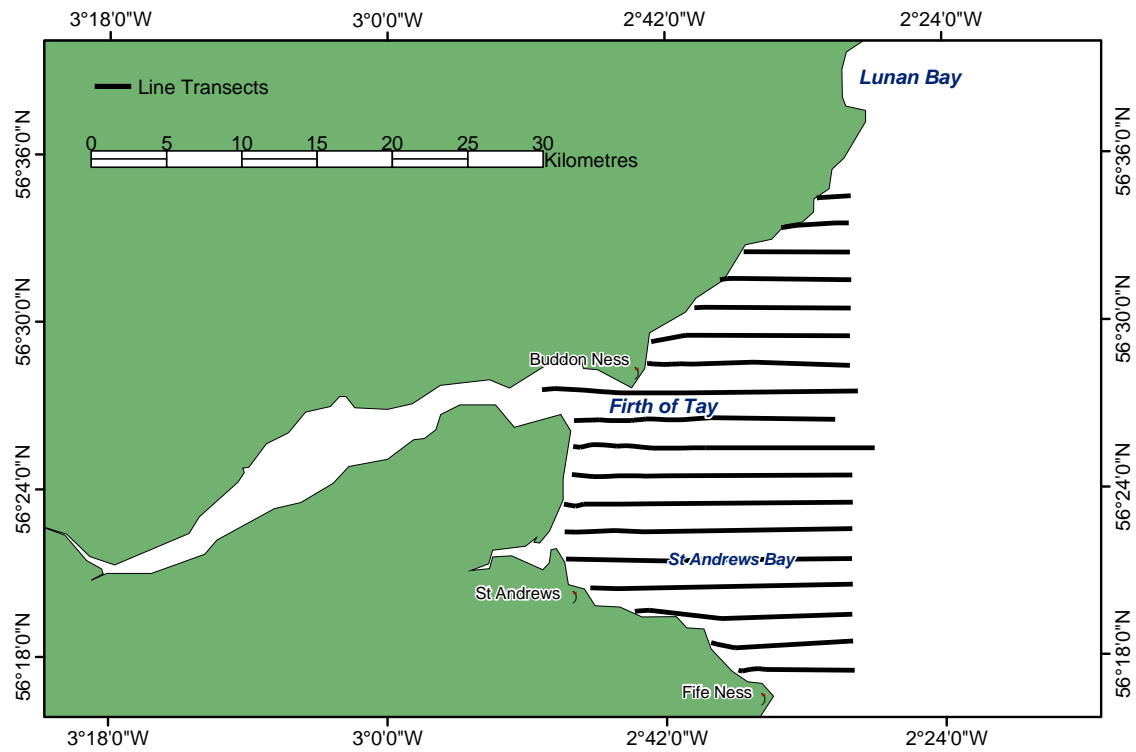 3°18'0"W 3°00'0"W 2°42'0"W 2°24'0"W
Lunan Bay
Line Transects
0 5 10 15 20 25 30
Kilometres
56°36'0"N 56°36'0"N
56°30'0"N 56°30'0"N
Buddon Ness
Firth of Tay
56°24'0"N 56°24'0"N
St Andrews Bay
St Andrews
56°18'0"N 56°18'0"N
Fife Ness
3°18'0"W 3°00'0"W 2°42'0"W 2°24'0"W